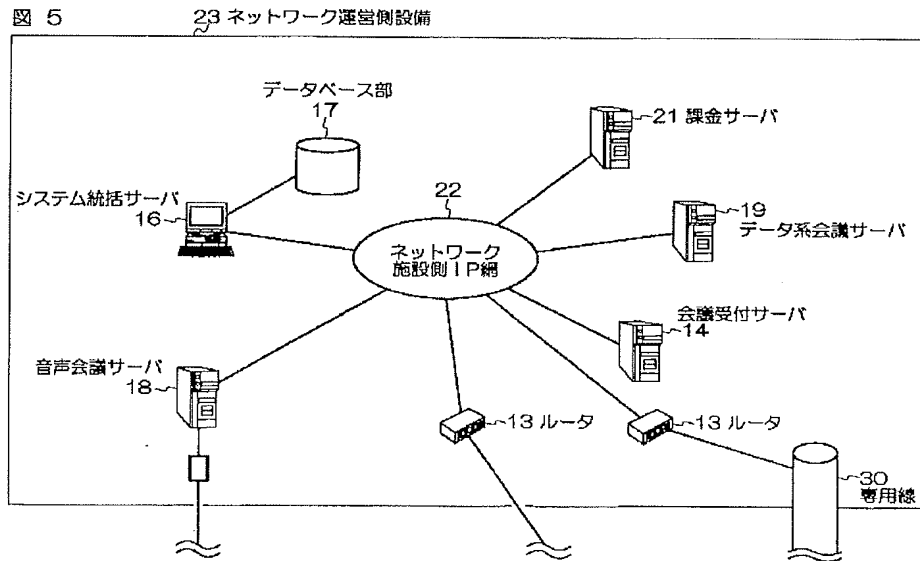 図 5
23 ネットワーク運営側設備
データベース部
17
21 課金サーバ
システム統括サーバ
16
22
19
データ系会議サーバ
ネットワーク
施設側IP網
会議受付サーバ
14
音声会議サーバ
18
13 ルータ
13 ルータ
30
専用線